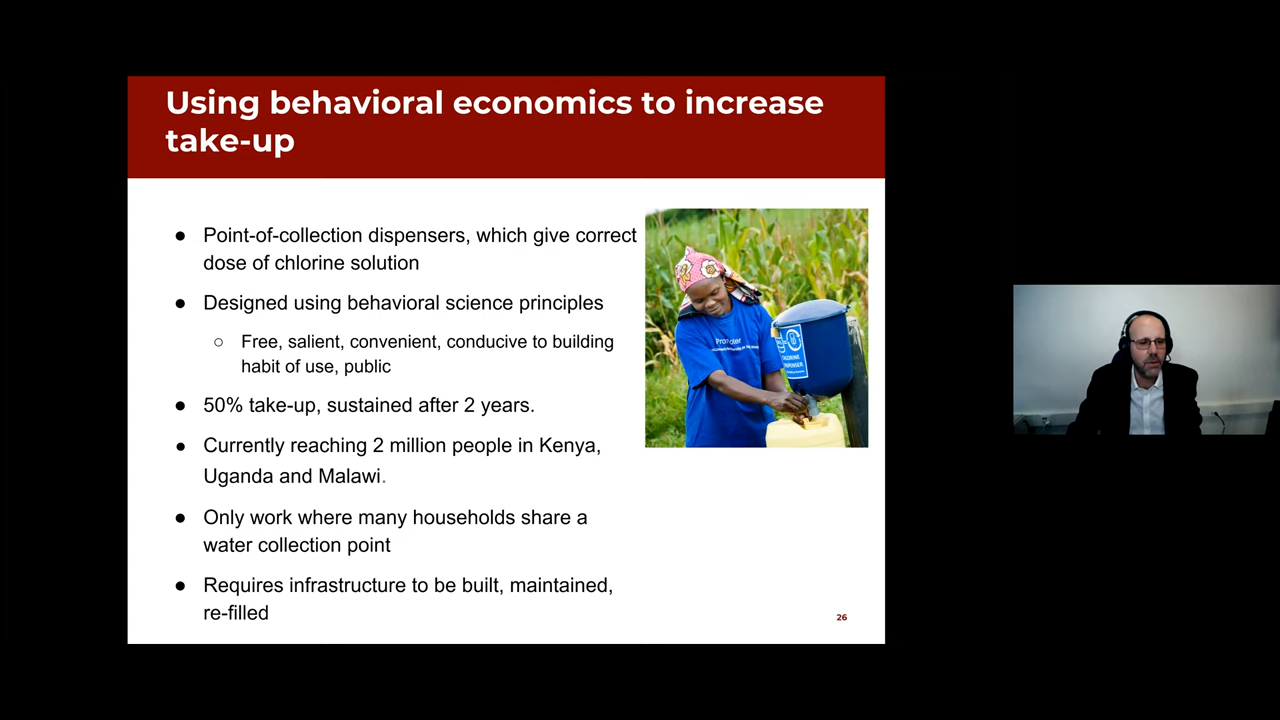 Using behavioral economics to increase
take-up
● Point-of-collection dispensers, which give correct
dose of chlorine solution
● Designed using behavioral science principles
○ Free, salient, convenient, conducive to building
habit of use, public
● 50% take-up, sustained after 2 years.
● Currently reaching 2 million people in Kenya,
Uganda and Malawi.
● Only work where many households share a
water collection point
● Requires infrastructure to be built, maintained,
re-filled
CHLORINE
DISPENSER
26